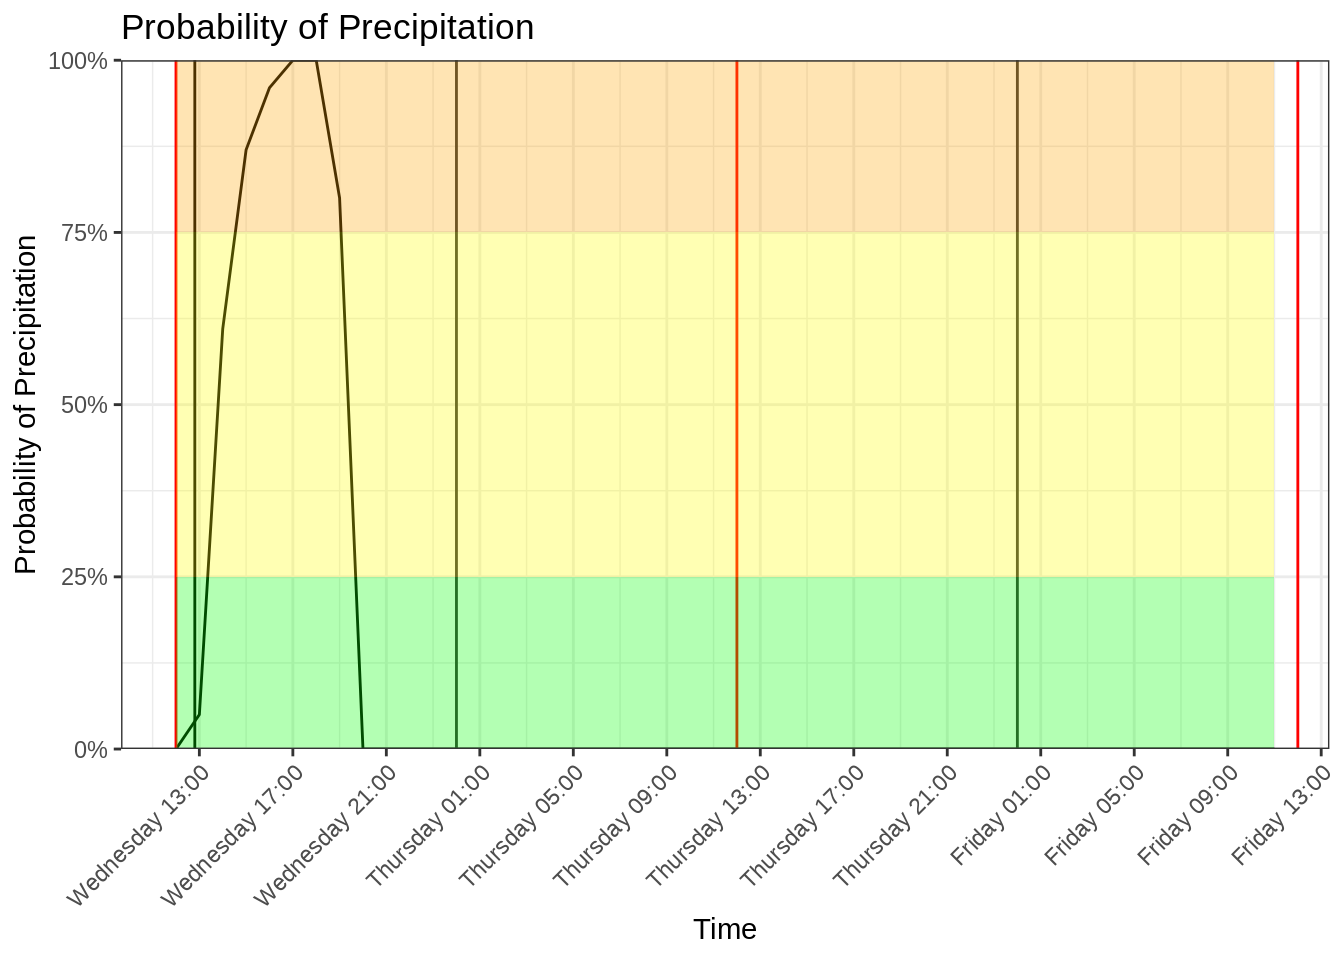 Probability of Precipitation
Probability of Precipitation
100%
75%
50%
25%
0%
Wednesday 13:00
Wednesday 17:00
Wednesday 21:00
Thursday 01:00
Thursday 05:00
Thursday 09:00
Thursday 13:00
Thursday 17:00
Thursday 21:00
Friday 01:00
Friday 05:00
Friday 09:00
Friday 13:00
Time